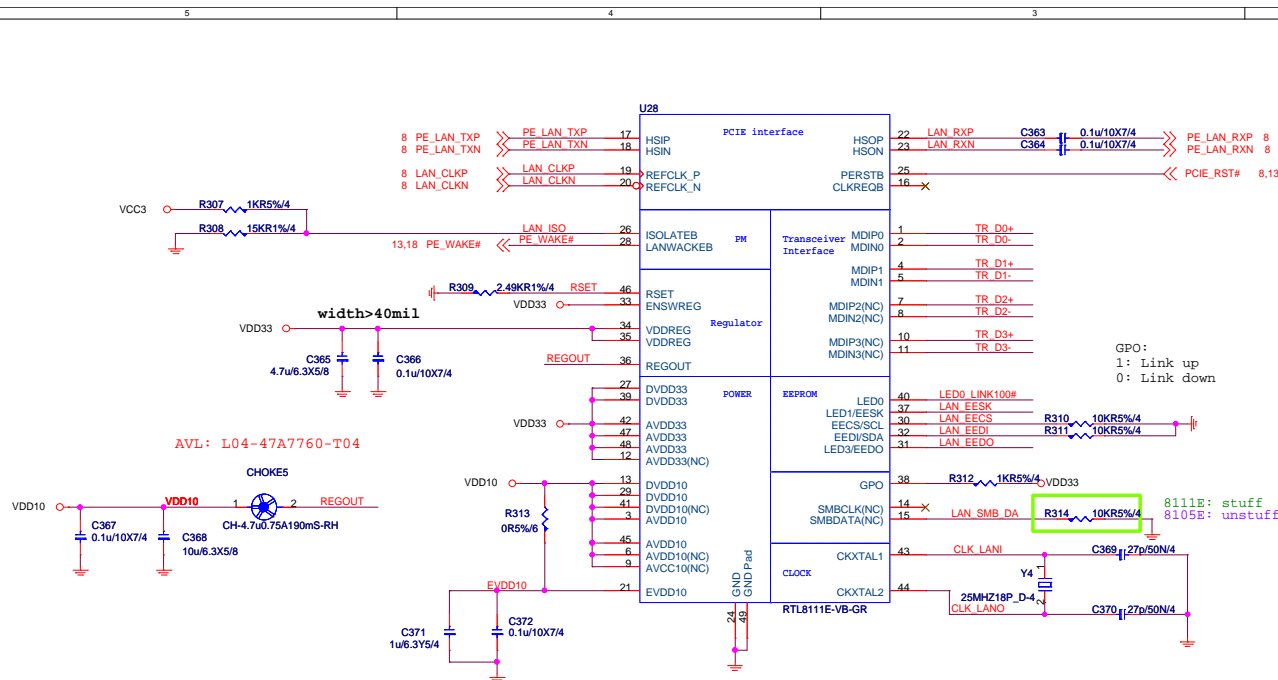 5 4 3
U28
PCIE interface
8 PE_LAN_TXP PE_LAN_TXP 17 HSIP HSOP 22 LAN_RXP C363 0.1u/10X7/4 PE_LAN_RXP 8
8 PE_LAN_TXN PE_LAN_TXN 18 HSIN HSON 23 LAN_RXN C364 0.1u/10X7/4 PE_LAN_RXN 8
8 LAN_CLKP LAN_CLKP 19 REFCLK_P PERSTB 25 PCIE_RST# 8,13
8 LAN_CLKN LAN_CLKN 20 REFCLK_N CLKREQB 16
VCC3 R307 1KR5%/4
R308 15KR1%/4 LAN_ISO 26 ISOLATEB PM Transceiver Interface MDIP0 1 TR_D0+
13,18 PE_WAKE# PE_WAKE# 28 LANWACKEB MDIN0 2 TR_D0-
MDIP1 4 TR_D1+
MDIN1 5 TR_D1-
R309 2.49KR1%/4 RSET 46 RSET
VDD33 33 ENSWREG MDIP2(NC) 7 TR_D2+
width>40mil Regulator MDIN2(NC) 8 TR_D2-
VDD33 34 VDDREG
35 VDDREG MDIP3(NC) 10 TR_D3+
C365 4.7u/6.3X5/8 C366 0.1u/10X7/4 MDIN3(NC) 11 TR_D3-
REGOUT 36 REGOUT
GPO:
1: Link up
0: Link down
POWER EEPROM
27 DVDD33
39 DVDD33 LED0 40 LED0_LINK100#
LED1/EESK 37 LAN_EESK
VDD33 42 AVDD33 EECS/SCL 30 LAN_EECS R310 10KR5%/4
47 AVDD33 EEDI/SDA 32 LAN_EEDI R311 10KR5%/4
48 AVDD33 LED3/EEDO 31 LAN_EEDO
12 AVDD33(NC)
AVL: L04-47A7760-T04
CHOKE5
VDD10 VDD10 1 2 REGOUT
CH-4.7u0.75A190mS-RH
C367 0.1u/10X7/4
C368 10u/6.3X5/8
VDD10 13 DVDD10 GPO 38 R312 1KR5%/4 VDD33
29 DVDD10
41 DVDD10(NC) SMBCLK(NC) 14
3 AVDD10 SMBDATA(NC) 15 LAN_SMB_DA R314 10KR5%/4
8111E: stuff
8105E: unstuff
R313 0R5%/6
45 AVDD10
6 AVDD10(NC) CKXTAL1 43 CLK_LANI C369 27p/50N/4
9 AVCC10(NC) CLOCK
1 Y4 2 25MHZ18P_D-4
EVDD10 21 EVDD10 CKXTAL2 44 CLK_LANO C370 27p/50N/4
GND GND Pad
24 49
RTL8111E-VB-GR
C371 1u/6.3Y5/4
C372 0.1u/10X7/4